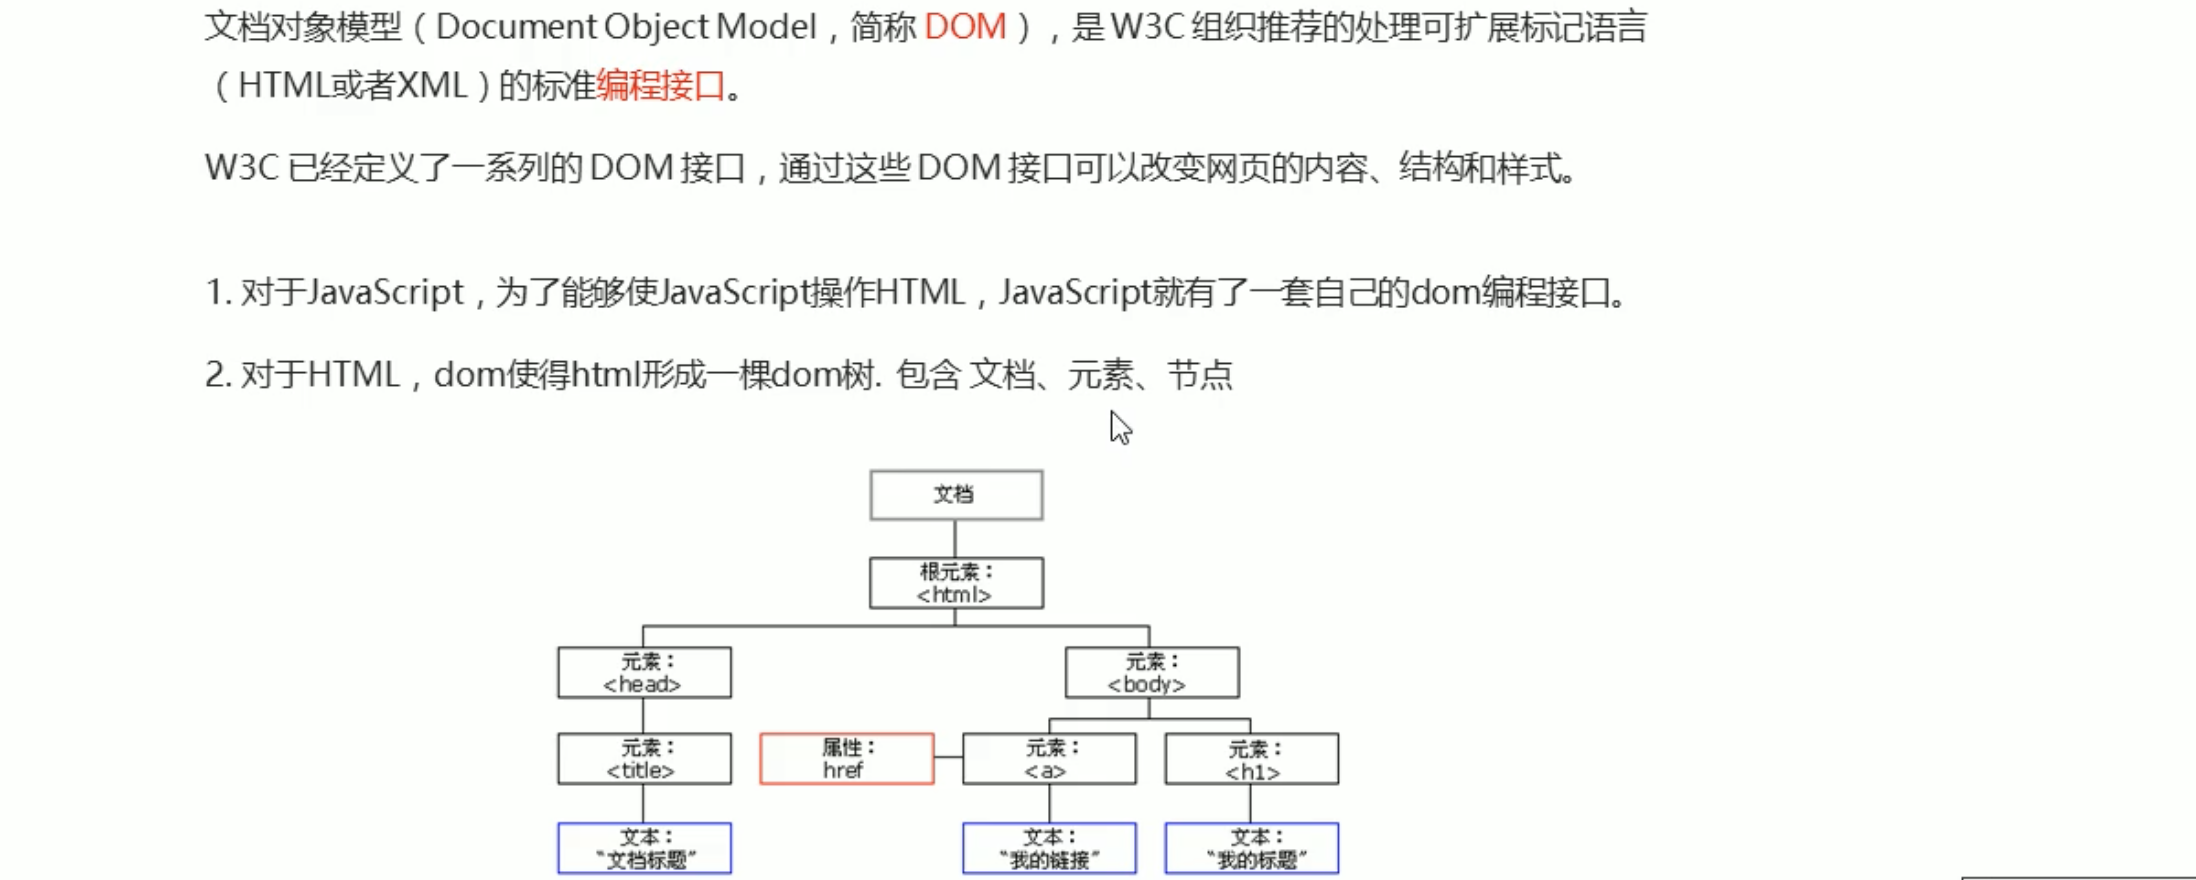 文档对象模型（Document Object Model，简称 DOM），是 W3C 组织推荐的处理可扩展标记语言
（HTML或者XML）的标准编程接口。
W3C 已经定义了一系列的 DOM 接口，通过这些 DOM 接口可以改变网页的内容、结构和样式。
1. 对于JavaScript，为了能够使JavaScript操作HTML，JavaScript就有了一套自己的dom编程接口。
2. 对于HTML，dom使得html形成一棵dom树. 包含 文档、元素、节点
文档
根元素：
<html>
元素：
<head>
元素：
<body>
元素：
<title>
属性：
href
元素：
<a>
元素：
<h1>
文本：
“文档标题”
文本：
“我的链接”
文本：
“我的标题”